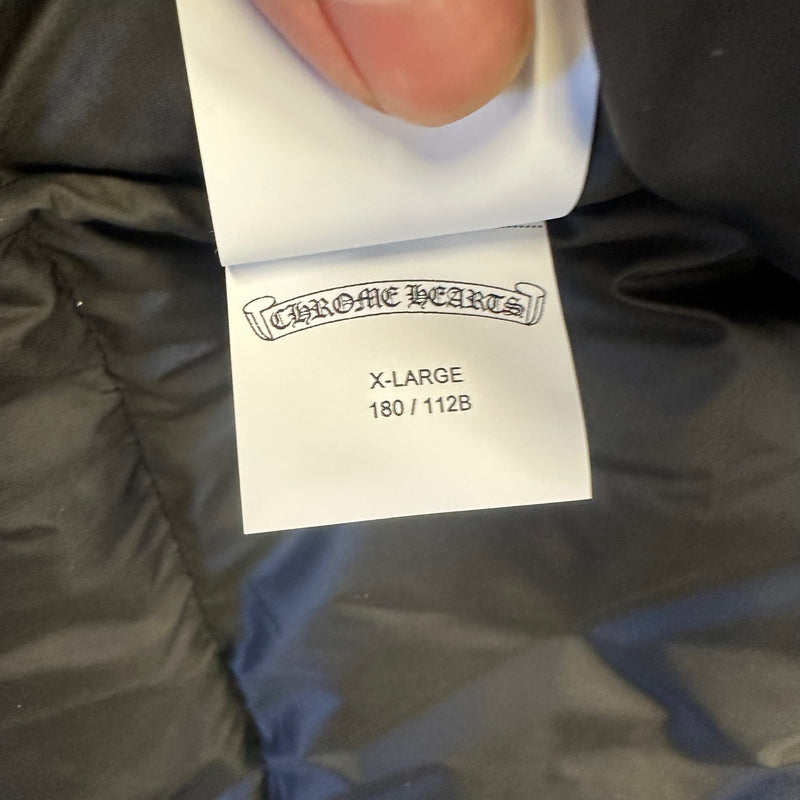 CHROME HEARTS
X-LARGE
180 / 112B